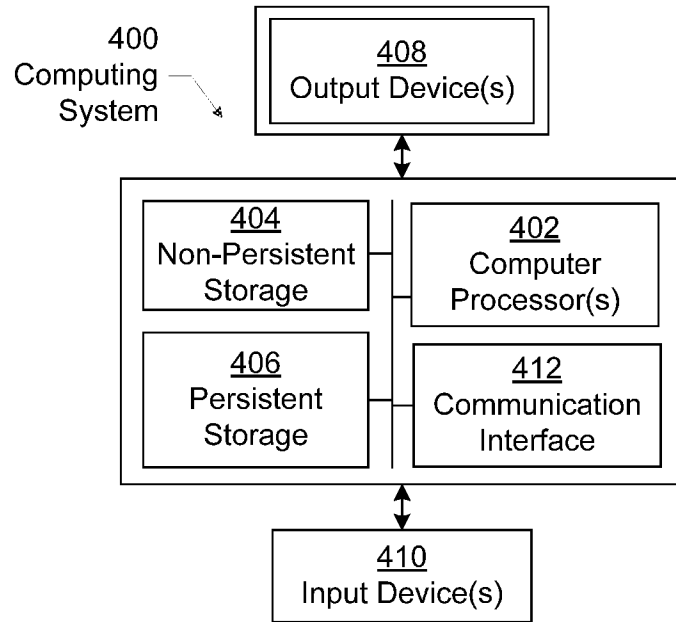 400
Computing
System
408
Output Device(s)
404
Non-Persistent
Storage
402
Computer
Processor(s)
406
Persistent
Storage
412
Communication
Interface
410
Input Device(s)